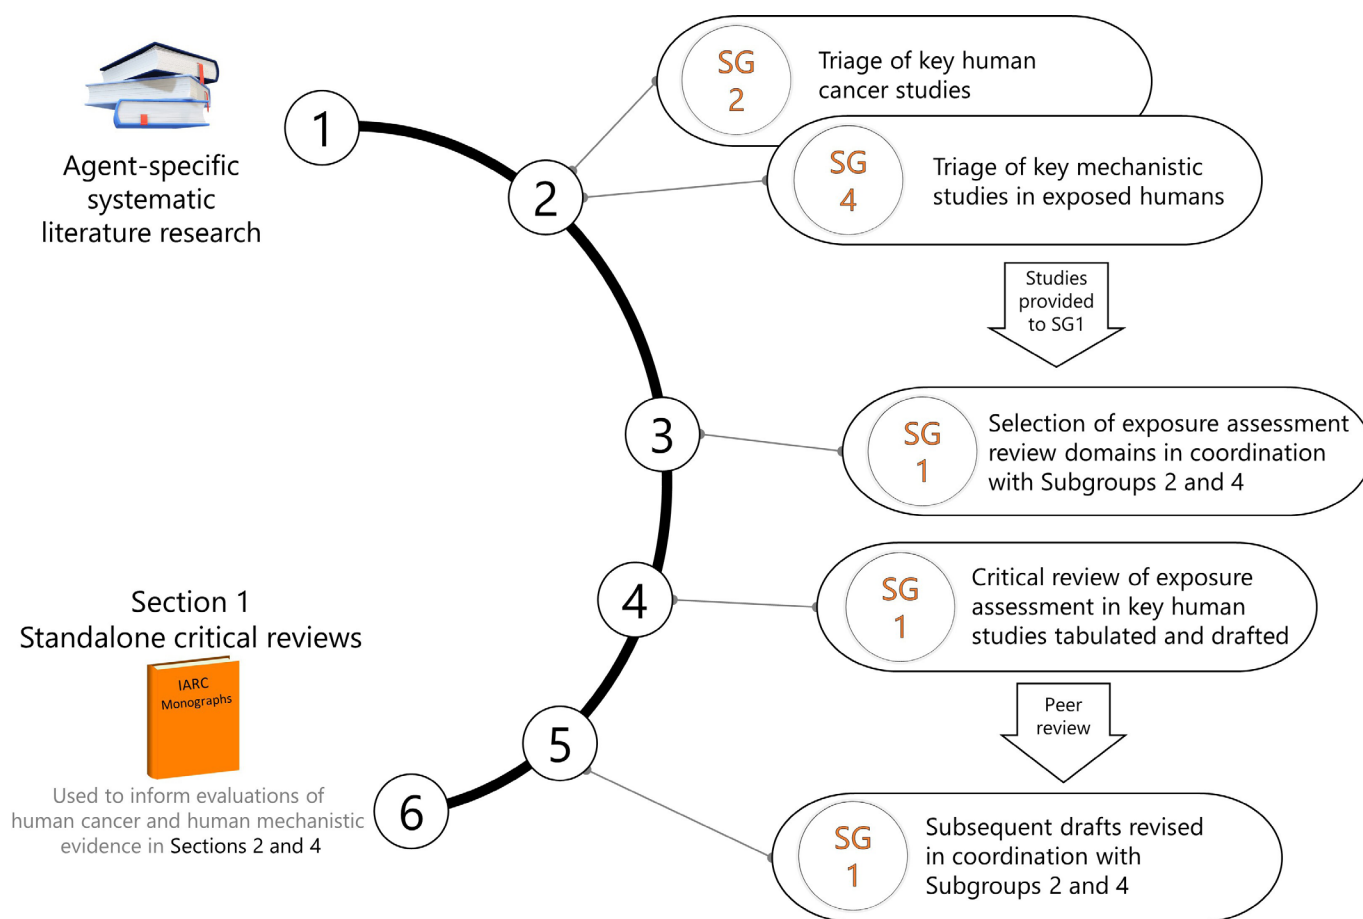 1
Agent-specific
systematic
literature research
2
SG
2
Triage of key human
cancer studies
SG
4
Triage of key mechanistic
studies in exposed humans
Studies
provided
to SG1
3
SG
1
Selection of exposure assessment
review domains in coordination
with Subgroups 2 and 4
4
SG
1
Critical review of exposure
assessment in key human
studies tabulated and drafted
Peer
review
5
SG
1
Subsequent drafts revised
in coordination with
Subgroups 2 and 4
6
Section 1
Standalone critical reviews
IARC
Monographs
Used to inform evaluations of
human cancer and human mechanistic
evidence in Sections 2 and 4